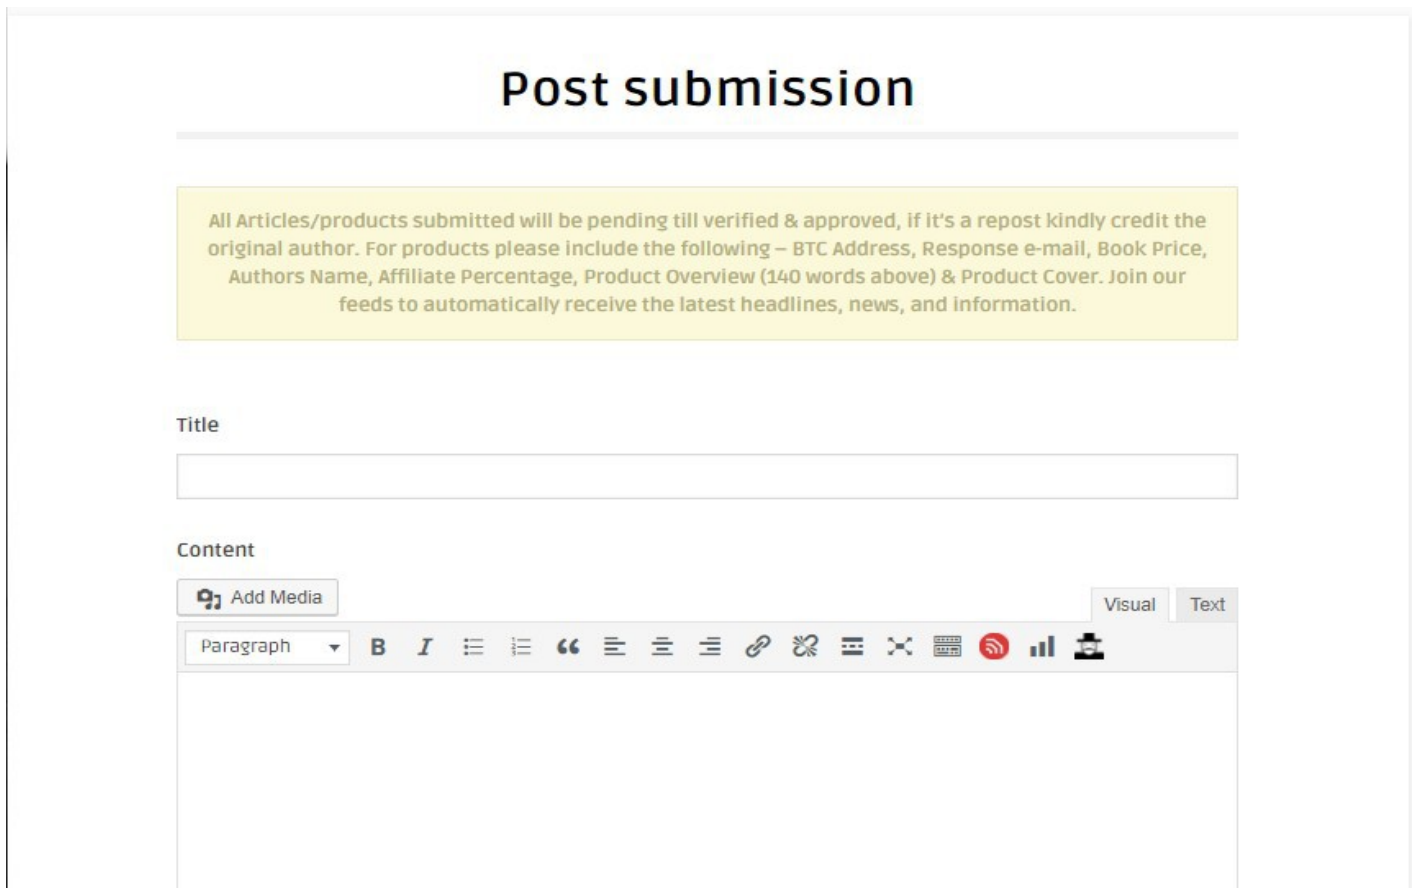 Post submission
All Articles/products submitted will be pending till verified & approved, if it's a repost kindly credit the
original author. For products please include the following – BTC Address, Response e-mail, Book Price,
Authors Name, Affiliate Percentage, Product Overview (140 words above) & Product Cover. Join our
feeds to automatically receive the latest headlines, news, and information.
Title
Content
Add Media
Visual Text
Paragraph B I